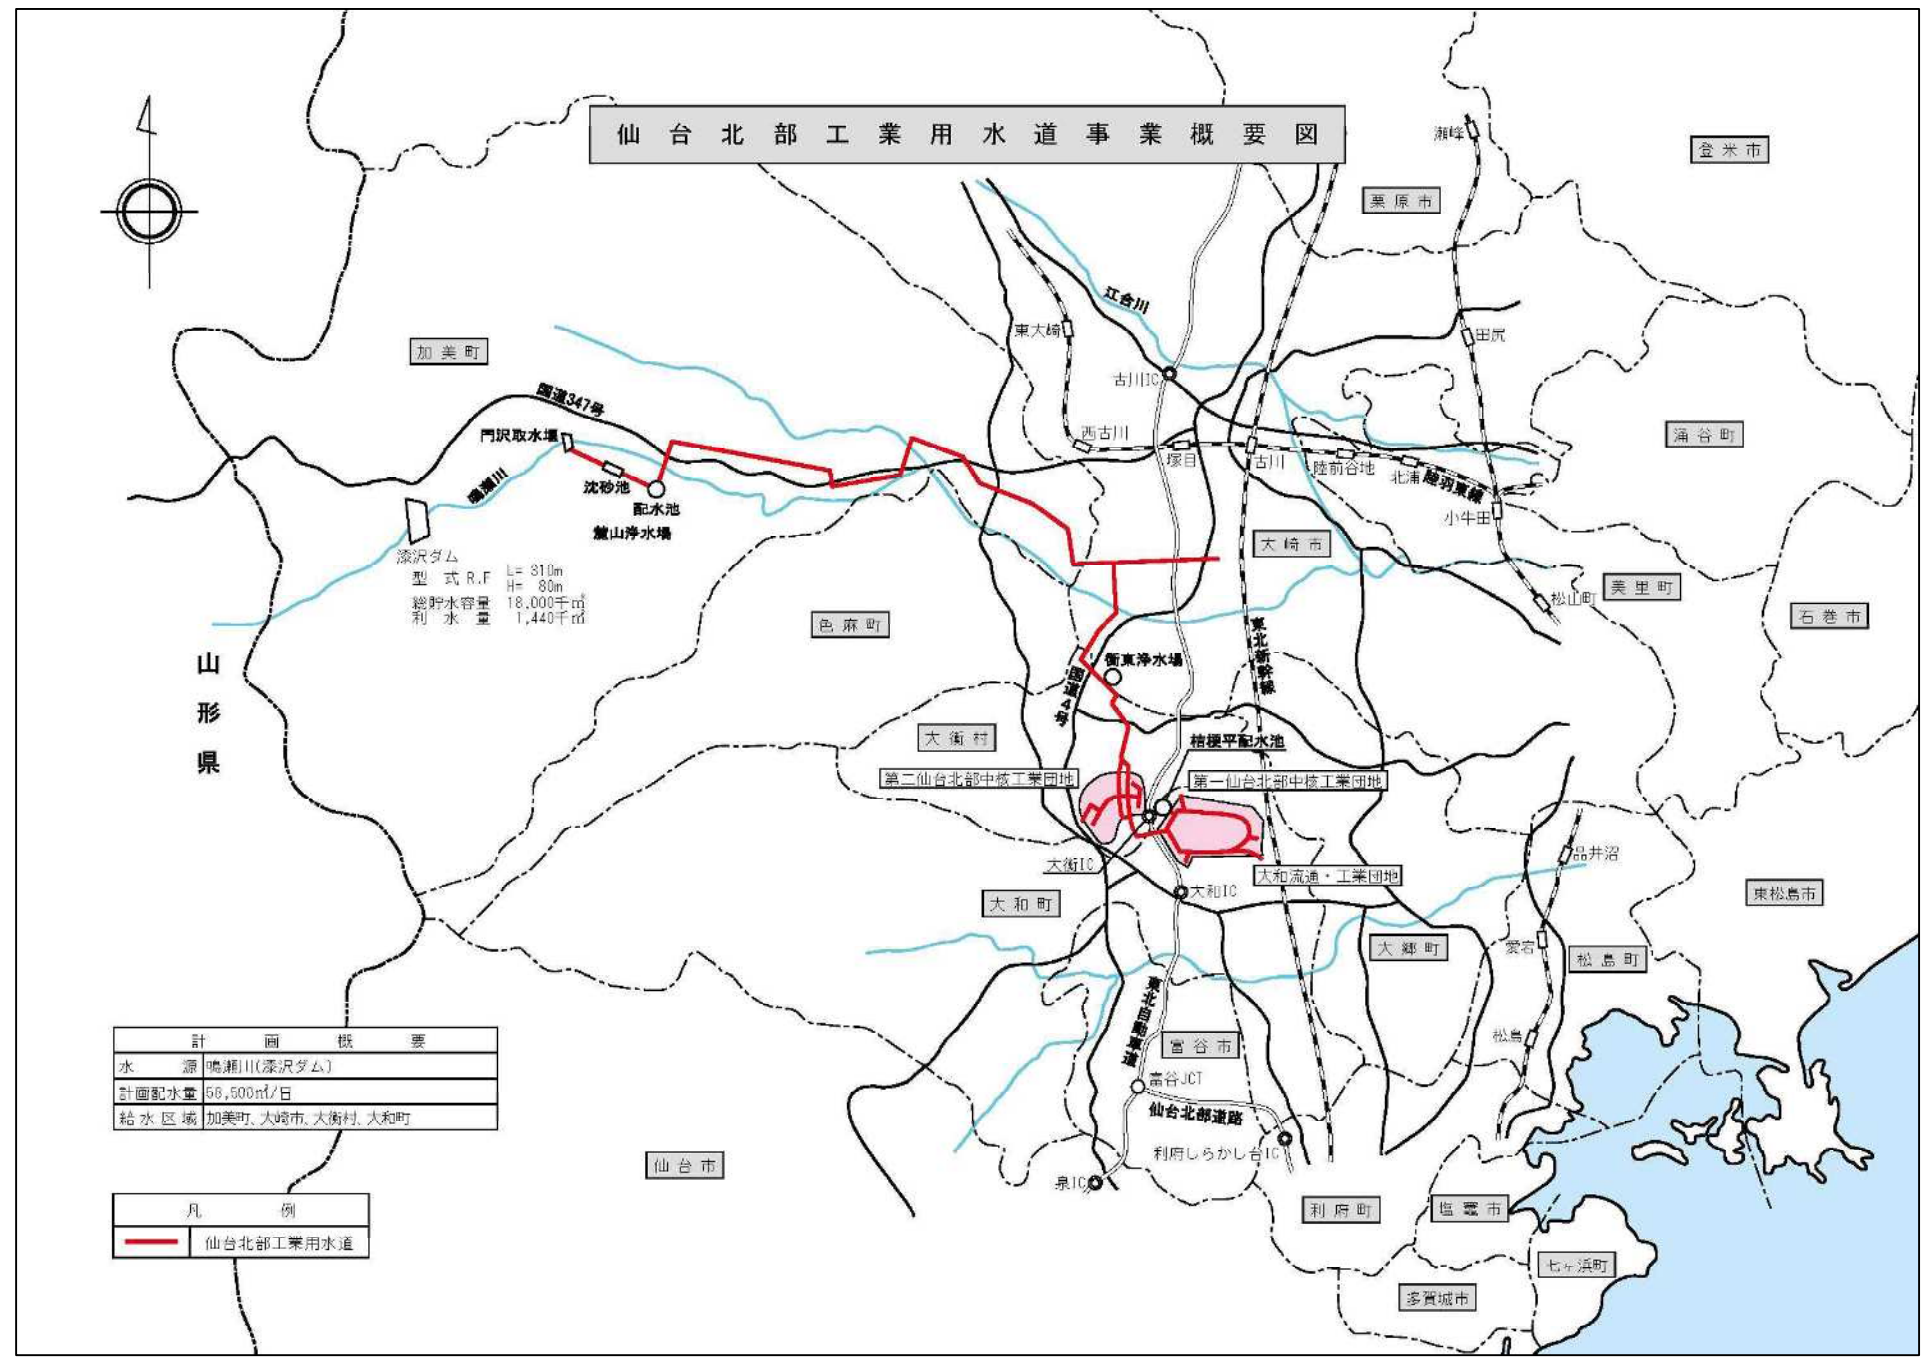 仙台北部工業用水道事業概要図
瀬峰
登米市
栗原市
江合川
東大崎
田尻
加美町
古川IC
国道347号
門沢取水堰
西古川
塚目
古川
陸前谷地
北浦
陸羽東線
涌谷町
鳴瀬川
沈砂池
配水池
麓山浄水場
小牛田
大崎市
漆沢ダム
型式R.F L= 310m
H= 80m
総貯水容量 18,000千㎥
利水量 1,440千㎥
美里町
松山町
石巻市
色麻町
東北新幹線
衡東浄水場
国道4号
山形県
大衡村
桔梗平配水池
第二仙台北部中核工業団地
第一仙台北部中核工業団地
品井沼
大衡IC
大和流通・工業団地
大和IC
大和町
東松島市
大郷町
愛宕
松島町
東北自動車道
松島
富谷市
富谷JCT
仙台北部道路
利府しらかし台IC
泉IC
仙台市
利府町
塩竈市
七ヶ浜町
多賀城市
計画概要
水源 鳴瀬川(漆沢ダム)
計画配水量 58,500㎥/日
給水区域 加美町、大崎市、大衡村、大和町
凡例
仙台北部工業用水道